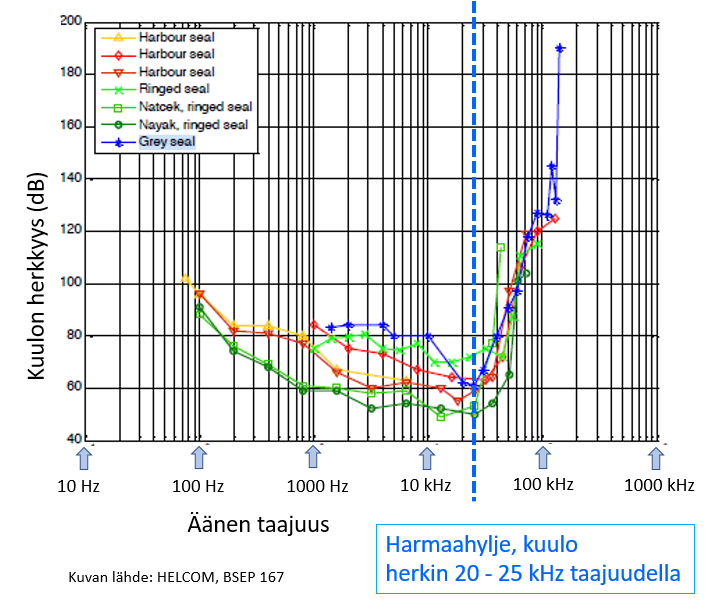 200
180
160
140
120
100
80
60
40
Kuulon herkkyys (dB)
Harbour seal
Harbour seal
Harbour seal
Ringed seal
Natcek, ringed seal
Nayak, ringed seal
Grey seal
10 Hz
100 Hz
1000 Hz
10 kHz
100 kHz
1000 kHz
Äänen taajuus
Harmaahylje, kuulo
herkin 20 - 25 kHz taajuudella
Kuvan lähde: HELCOM, BSEP 167